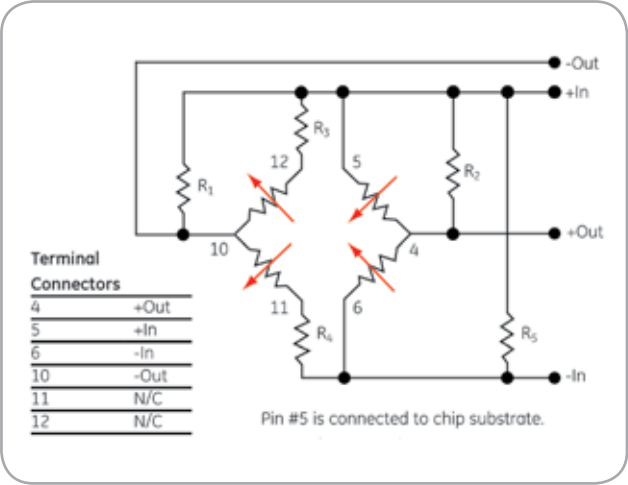 -Out
+In
R3
12
5
R2
R1
10
4
+Out
Terminal
Connectors
4 +Out
5 +In
6 -In
10 -Out
11 N/C
12 N/C
11
6
R4
R5
-In
Pin #5 is connected to chip substrate.